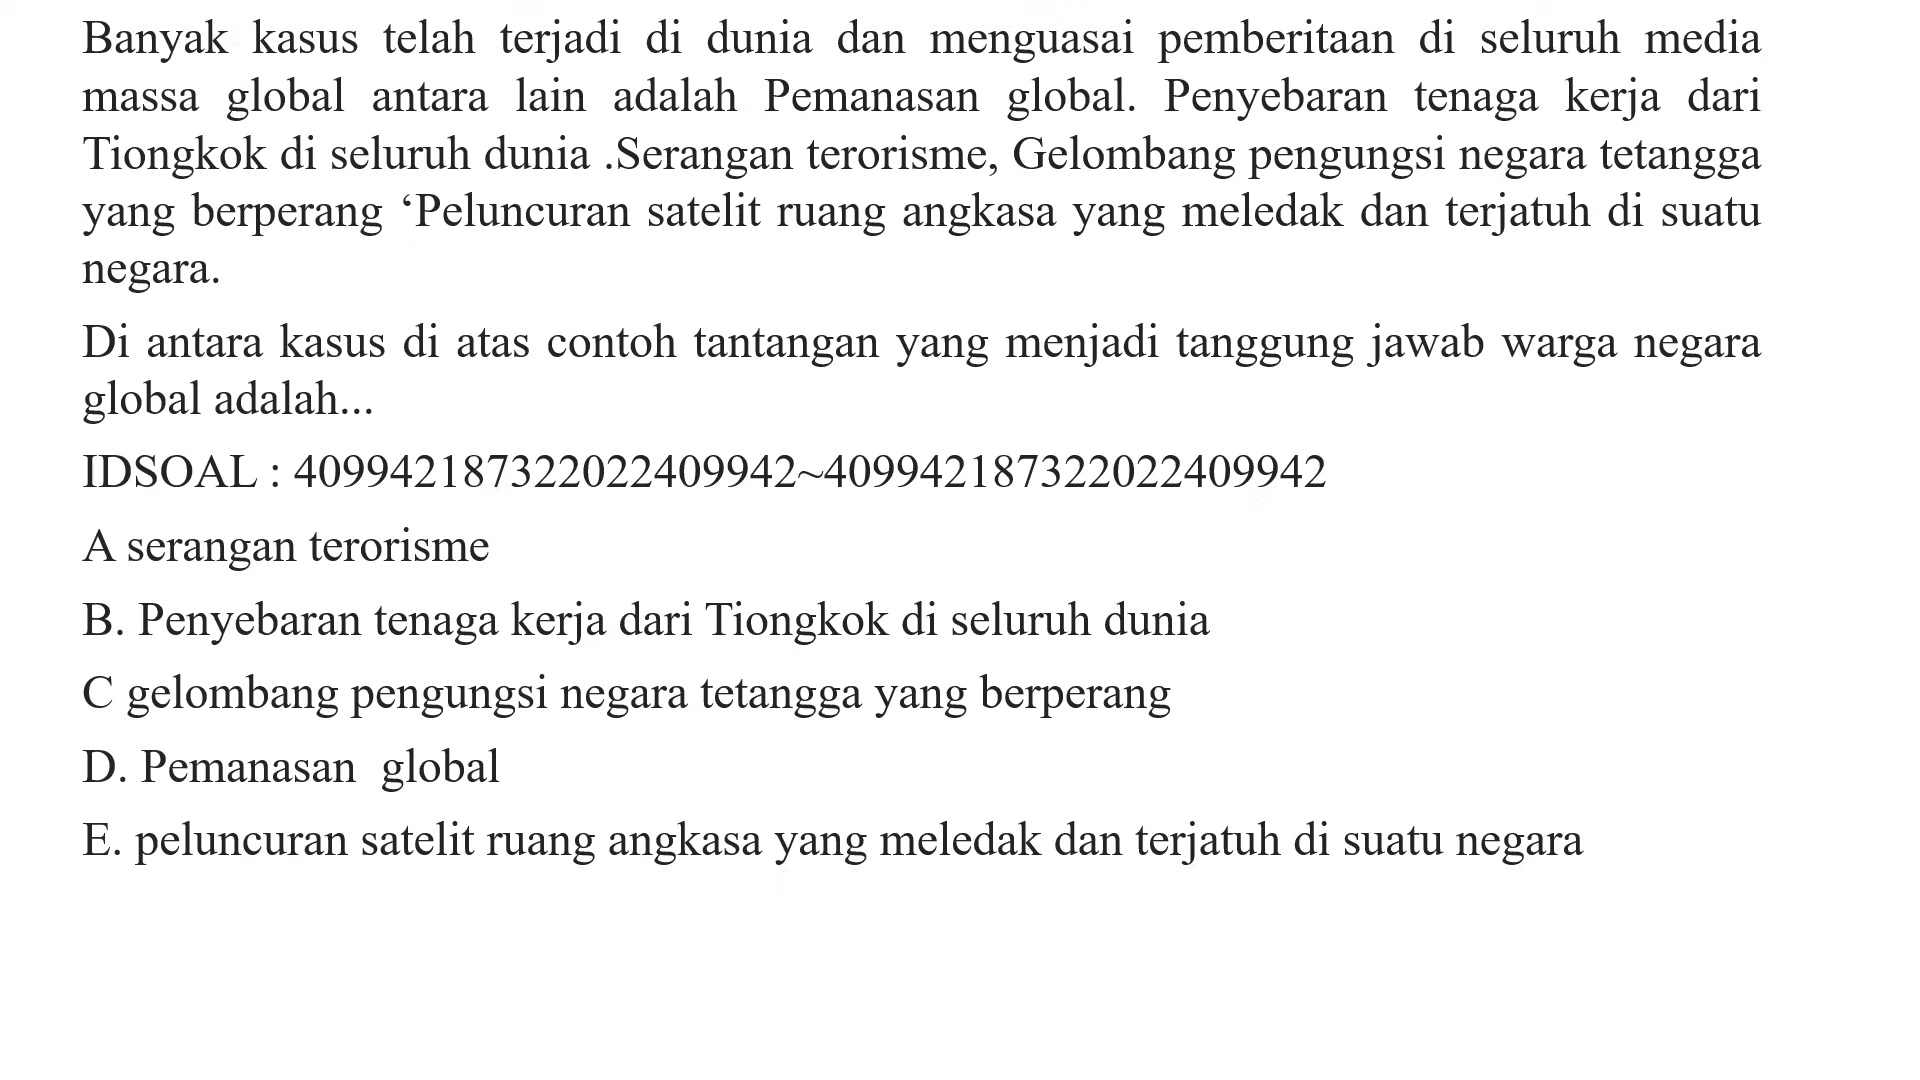 Banyak kasus telah terjadi di dunia dan menguasai pemberitaan di seluruh media
massa global antara lain adalah Pemanasan global. Penyebaran tenaga kerja dari
Tiongkok di seluruh dunia .Serangan terorisme, Gelombang pengungsi negara tetangga
yang berperang ‘Peluncuran satelit ruang angkasa yang meledak dan terjatuh di suatu
negara.
Di antara kasus di atas contoh tantangan yang menjadi tanggung jawab warga negara
global adalah...
IDSOAL : 409942187322022409942~409942187322022409942
A serangan terorisme
B. Penyebaran tenaga kerja dari Tiongkok di seluruh dunia
C gelombang pengungsi negara tetangga yang berperang
D. Pemanasan  global
E. peluncuran satelit ruang angkasa yang meledak dan terjatuh di suatu negara